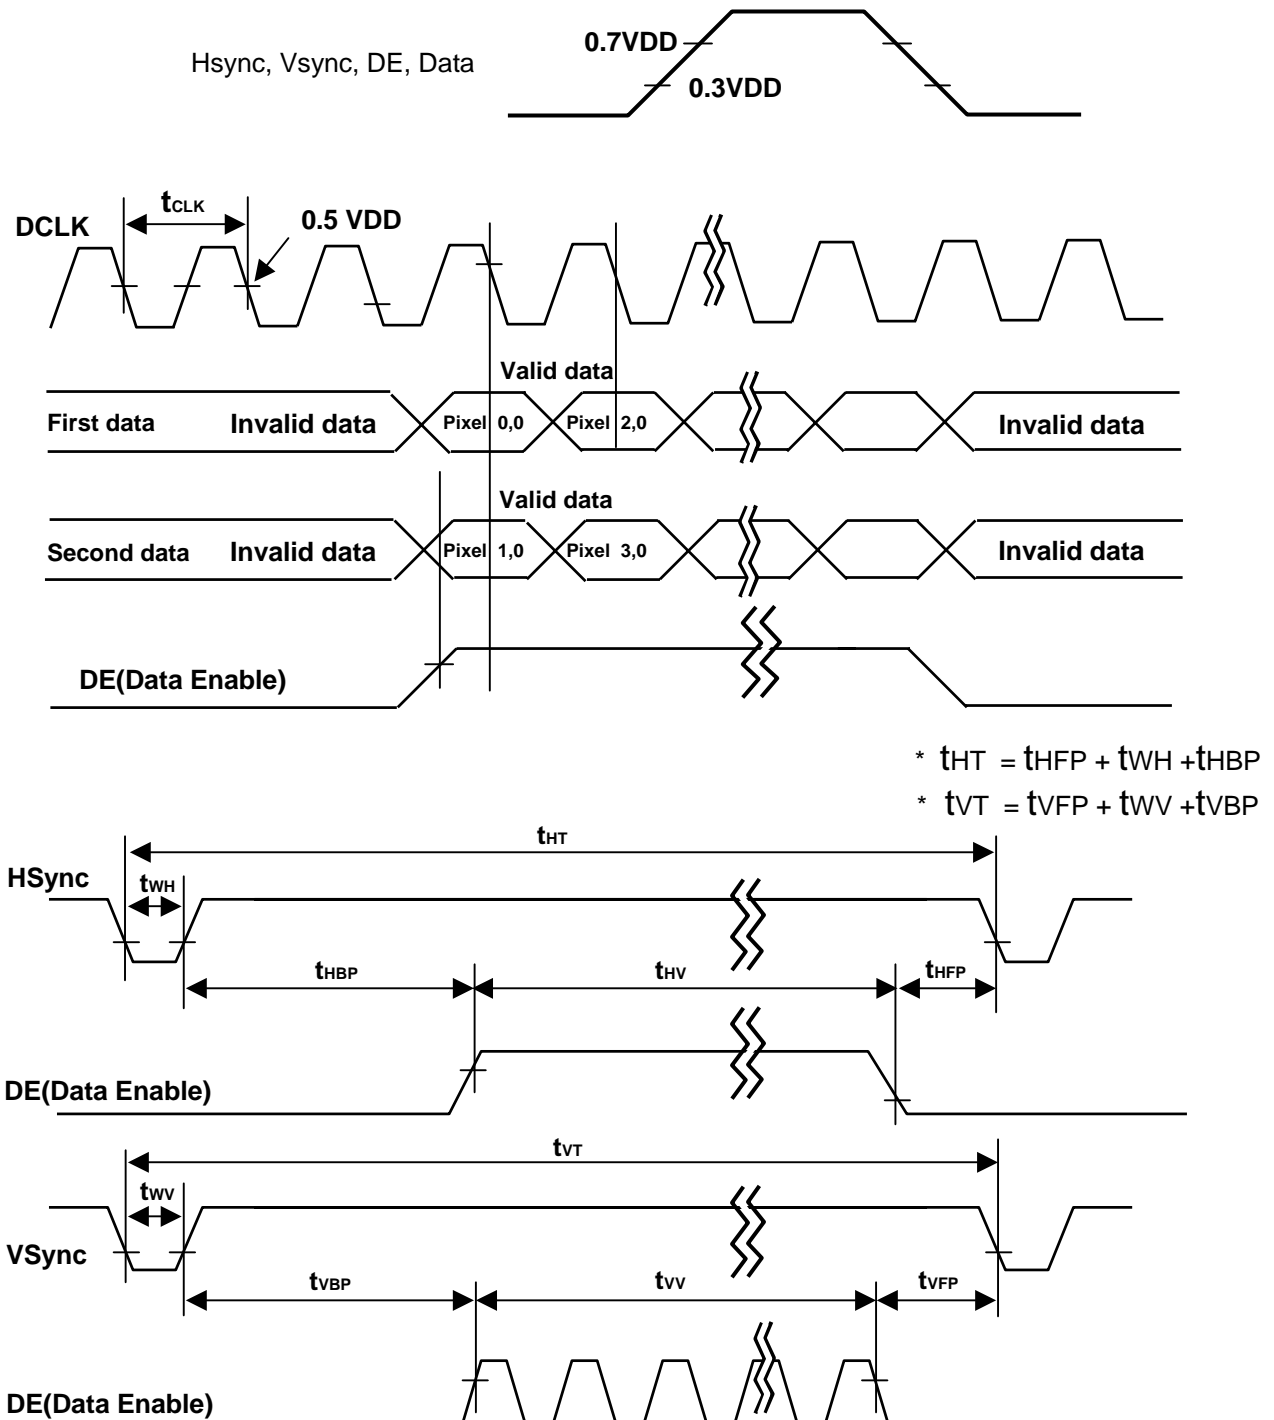 0.7VDD
Hsync, Vsync, DE, Data
0.3VDD
tCLK
0.5 VDD
DCLK
Valid data
First data Invalid data Pixel 0,0 Pixel 2,0 Invalid data
Valid data
Second data Invalid data Pixel 1,0 Pixel 3,0 Invalid data
DE(Data Enable)
* tHT = tHFP + tWH +tHBP
* tVT = tVFP + tWV +tVBP
tHT
HSync
tWH
tHBP tHV tHFP
DE(Data Enable)
tVT
tWV
VSync
tVBP tVV tVFP
DE(Data Enable)